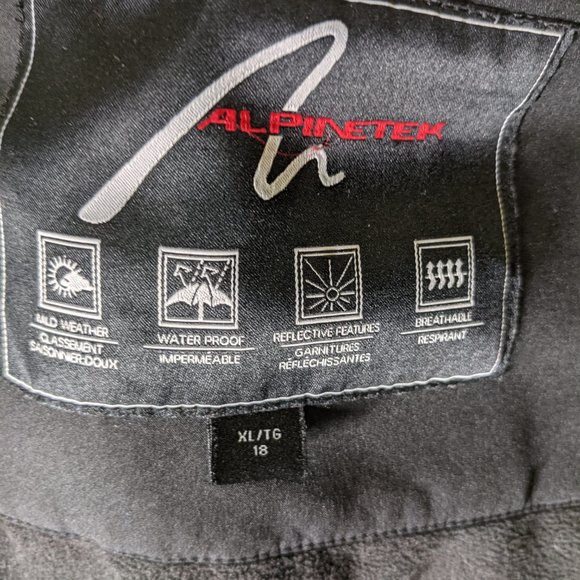 ALPINETEK
MILD WEATHER
CLASSEMENT
SAISONNIER:DOUX
WATER PROOF
IMPERMÉABLE
REFLECTIVE FEATURES
GARNITURES
RÉFLÉCHISSANTES
BREATHABLE
RESPIRANT
XL/TG
18